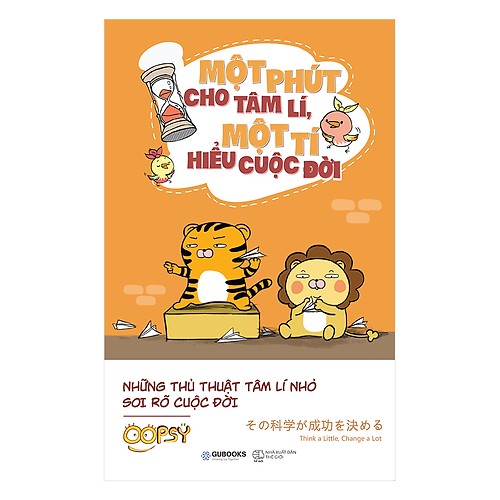 MỘT PHÚT
CHO TÂM LÍ,
MỘT TÍ
HIỂU CUỘC ĐỜI
NHỮNG THỦ THUẬT TÂM LÍ NHỎ
SOI RÕ CUỘC ĐỜI
OOPSY
その科学が成功を決める
Think a Little, Change a Lot
GUBOOKS
NHÀ XUẤT BẢN
THẾ GIỚI